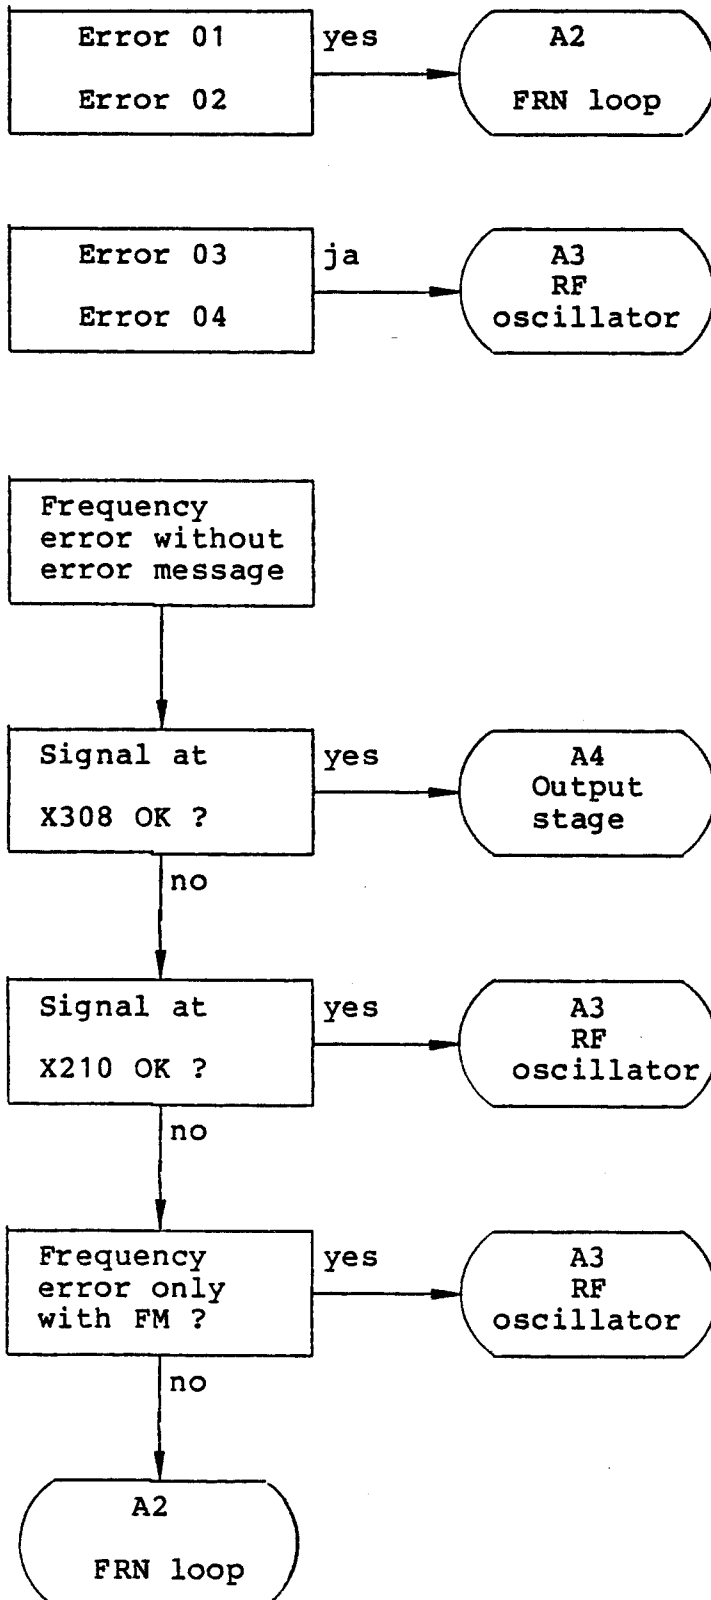 Error 01
Error 02
yes
A2
FRN loop
Error 03
Error 04
ja
A3
RF
oscillator
Frequency
error without
error message
Signal at
X308 OK ?
yes
A4
Output
stage
no
Signal at
X210 OK ?
yes
A3
RF
oscillator
no
Frequency
error only
with FM ?
yes
A3
RF
oscillator
no
A2
FRN loop